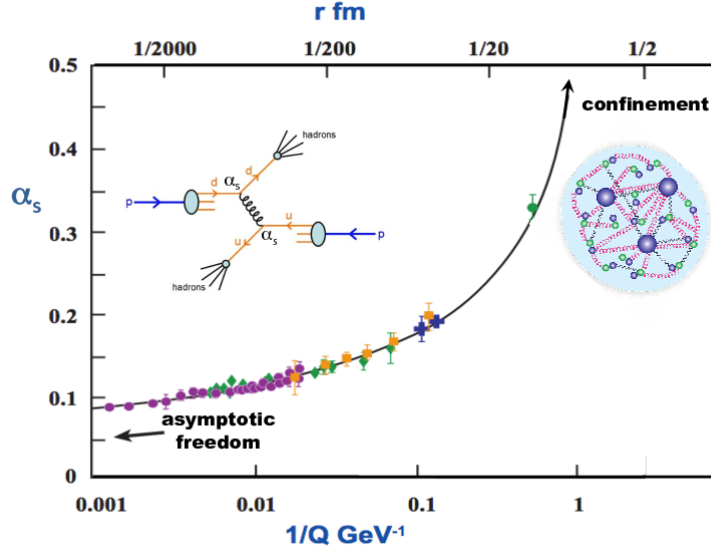 r fm
1/2000 1/200 1/20 1/2
0.5
confinement
hadrons
0.4
d
αs
d
αs
p
0.3
u
αs
u
p
hadrons
0.2
0.1
asymptotic
freedom
0
0.001 0.01 0.1 1
1/Q GeV⁻¹